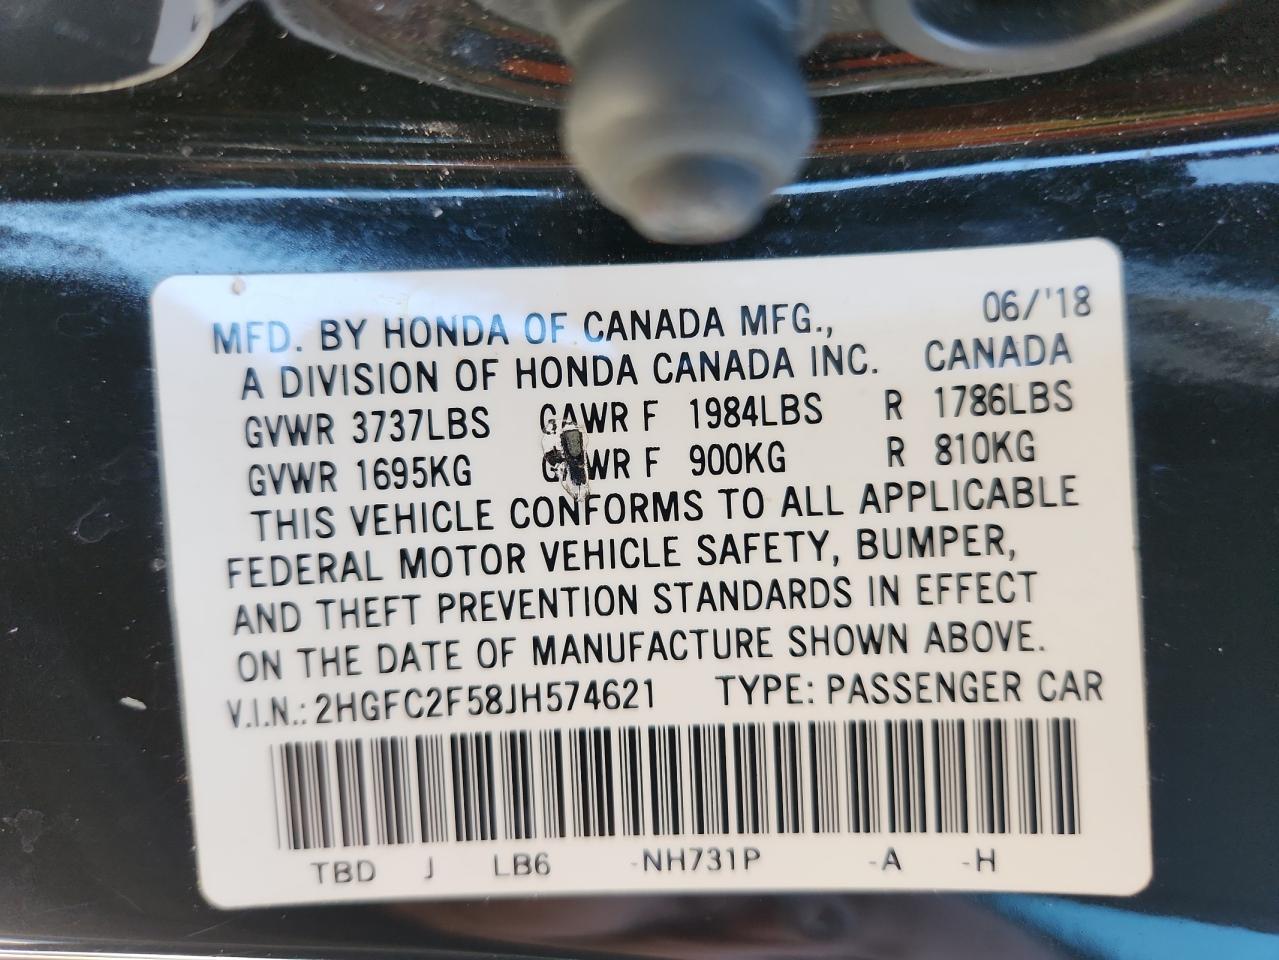 06/'18
MFD. BY HONDA OF CANADA MFG.,
A DIVISION OF HONDA CANADA INC. CANADA
GVWR 3737LBS GAWR F 1984LBS R 1786LBS
GVWR 1695KG GAWR F 900KG R 810KG
THIS VEHICLE CONFORMS TO ALL APPLICABLE
FEDERAL MOTOR VEHICLE SAFETY, BUMPER,
AND THEFT PREVENTION STANDARDS IN EFFECT
ON THE DATE OF MANUFACTURE SHOWN ABOVE.
V.I.N.: 2HGFC2F58JH574621 TYPE: PASSENGER CAR
TBD J LB6 -NH731P -A -H